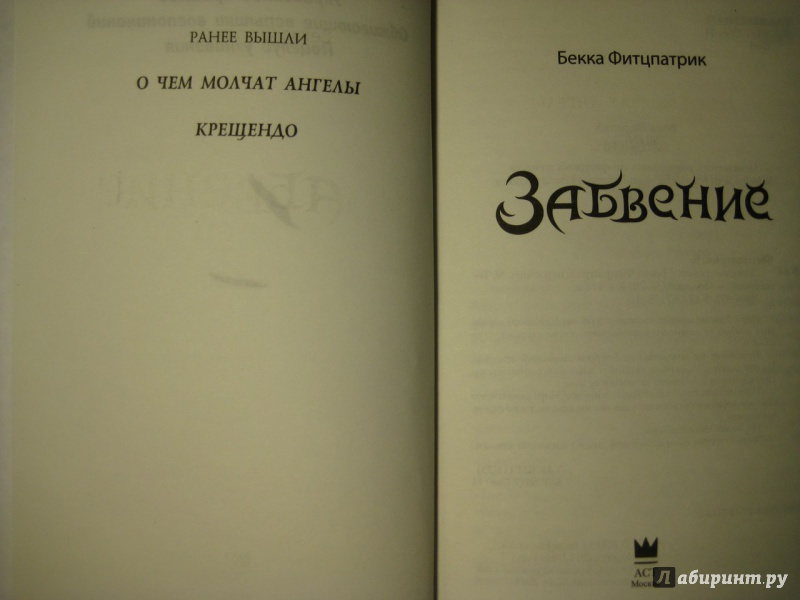 РАНЕЕ ВЫШЛИ
О ЧЕМ МОЛЧАТ АНГЕЛЫ
КРЕЩЕНДО
Бекка Фитцпатрик
Забвение
АСТ
Лабиринт.ру